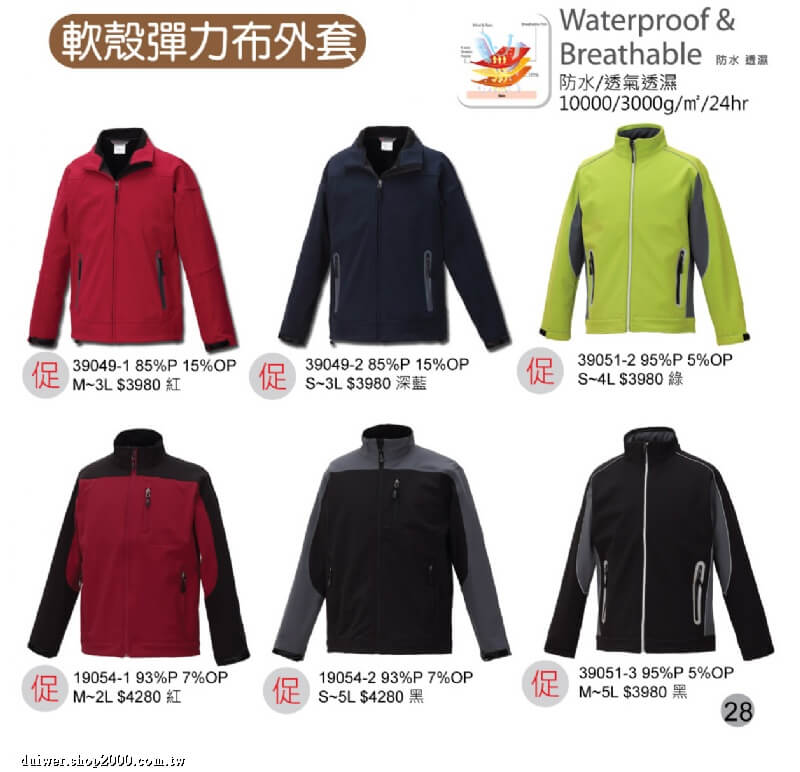 軟殼彈力布外套
Waterproof &
Breathable 防水 透濕
防水/透氣透濕
10000/3000g/㎡/24hr
促
39049-1 85%P 15%OP
M~3L $3980 紅
促
39049-2 85%P 15%OP
S~3L $3980 深藍
促
39051-2 95%P 5%OP
S~4L $3980 綠
促
19054-1 93%P 7%OP
M~2L $4280 紅
促
19054-2 93%P 7%OP
S~5L $4280 黑
促
39051-3 95%P 5%OP
M~5L $3980 黑
28
duiwer.shop2000.com.tw